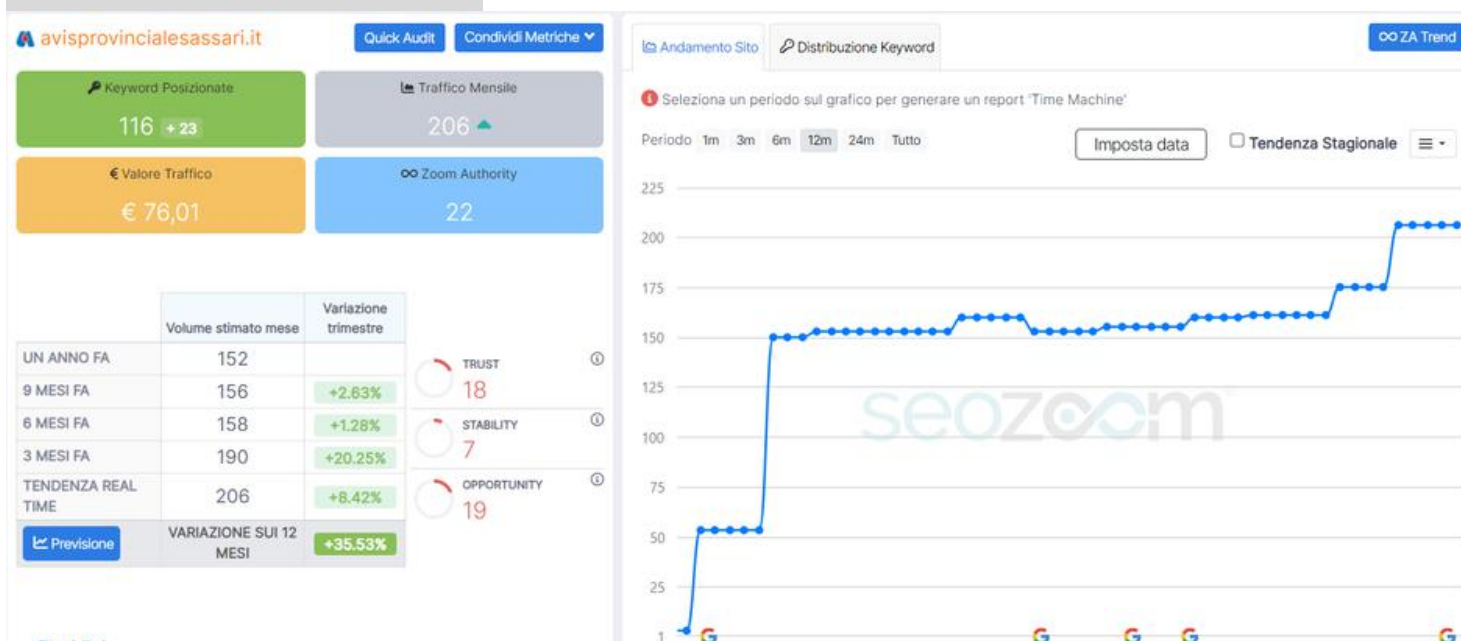 avisprovincialesassari.it
Quick Audit
Condividi Metriche
Keyword Posizionate
116 + 23
Traffico Mensile
206
€ Valore Traffico
€ 76,01
Zoom Authority
22
Volume stimato mese
Variazione trimestre
UN ANNO FA 152
9 MESI FA 156 +2.63%
6 MESI FA 158 +1.28%
3 MESI FA 190 +20.25%
TENDENZA REAL TIME 206 +8.42%
Previsione
VARIAZIONE SUI 12 MESI +35.53%
TRUST
18
STABILITY
7
OPPORTUNITY
19
Andamento Sito
Distribuzione Keyword
ZA Trend
Seleziona un periodo sul grafico per generare un report 'Time Machine'
Periodo 1m 3m 6m 12m 24m Tutto
Imposta data
Tendenza Stagionale
225
200
175
150
125
100
75
50
25
1
seozoom
G G G G G